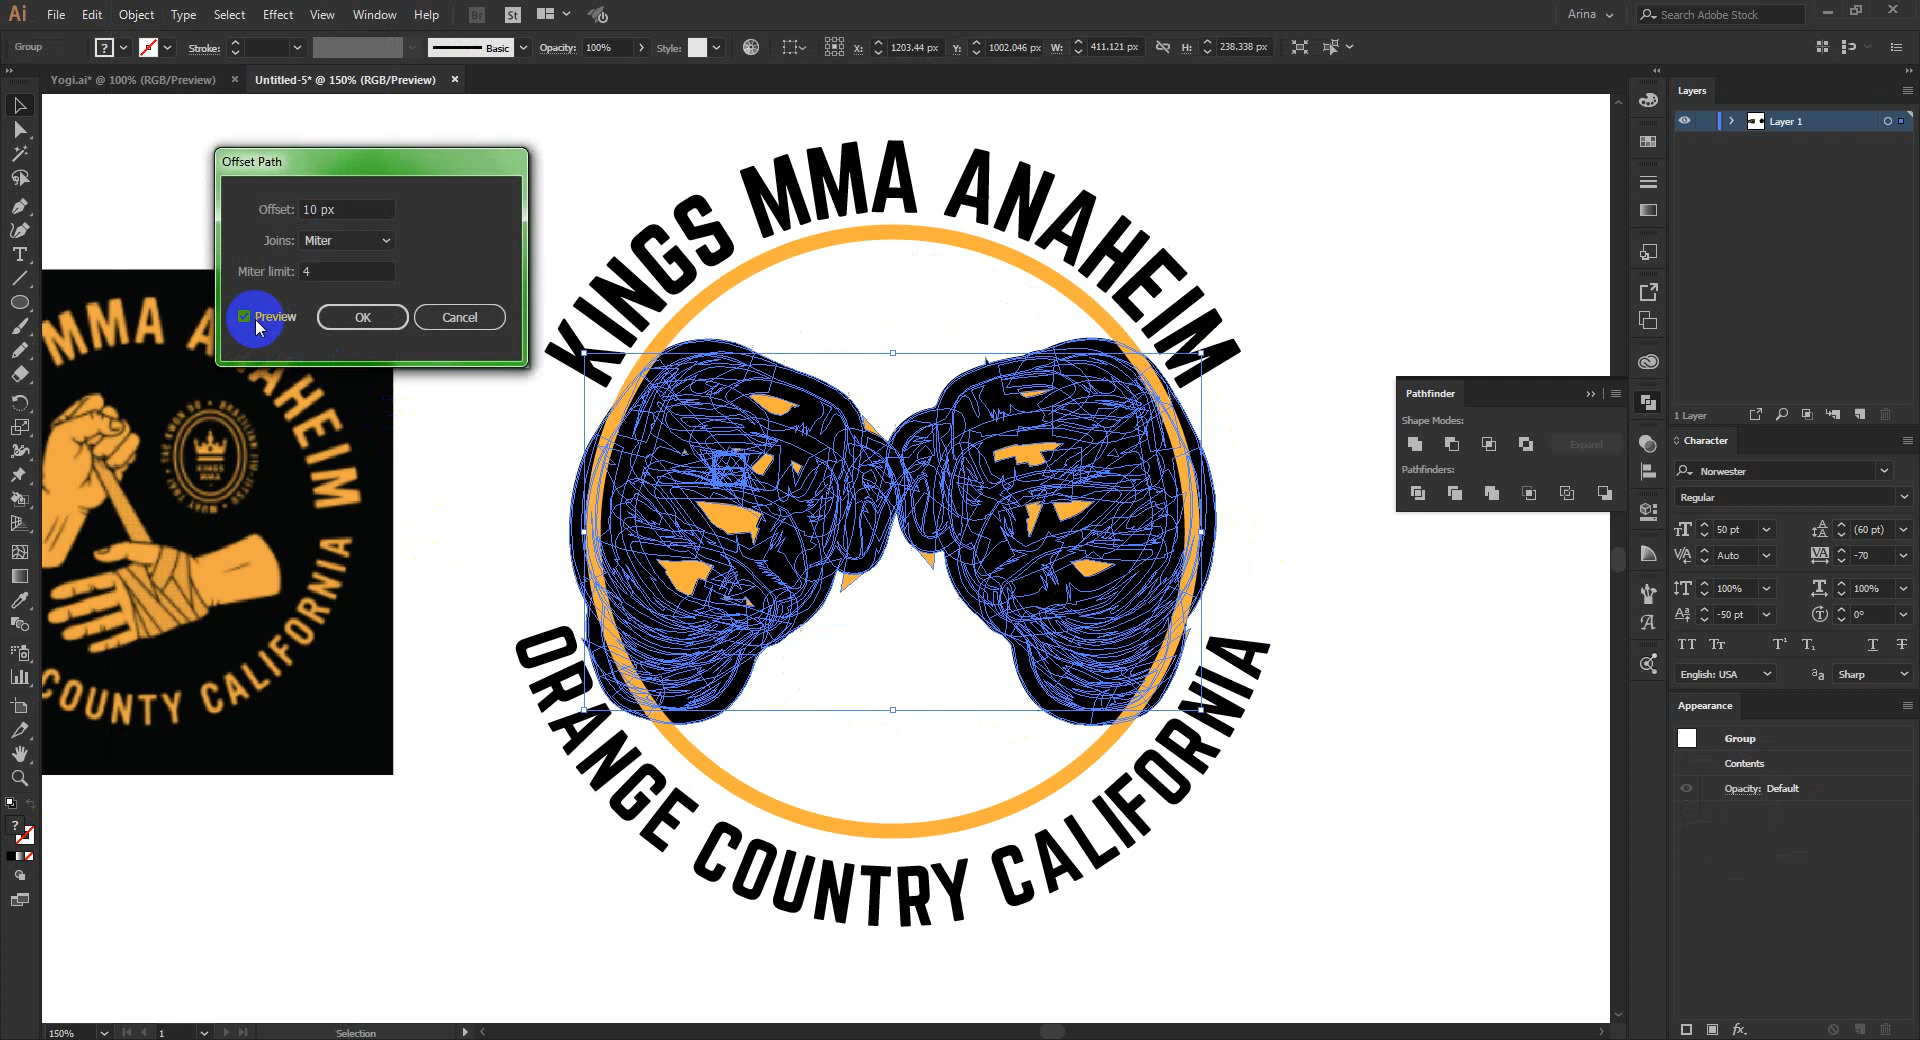 Ai File Edit Object Type Select Effect View Window Help Br St Arina Search Adobe Stock
Group ? Stroke: Basic Opacity: 100% Style: X: 1203.44 px Y: 1002.046 px W: 411.121 px H: 238.338 px
Yogi.ai* @ 100% (RGB/Preview) × Untitled-5* @ 150% (RGB/Preview) ×
Offset Path
Offset: 10 px
Joins: Miter
Miter limit: 4
Preview OK Cancel
KINGS MMA ANAHEIM
ORANGE COUNTRY CALIFORNIA
MMA ANAHEIM
KINGS
MMA
COUNTY CALIFORNIA
Pathfinder
Shape Modes:
Expand
Pathfinders:
Layers
Layer 1
1 Layer
Character
Norwester
Regular
50 pt (60 pt)
Auto -70
100% 100%
-50 pt 0°
English: USA Sharp
Appearance
Group
Contents
Opacity: Default
150% 1 Selection